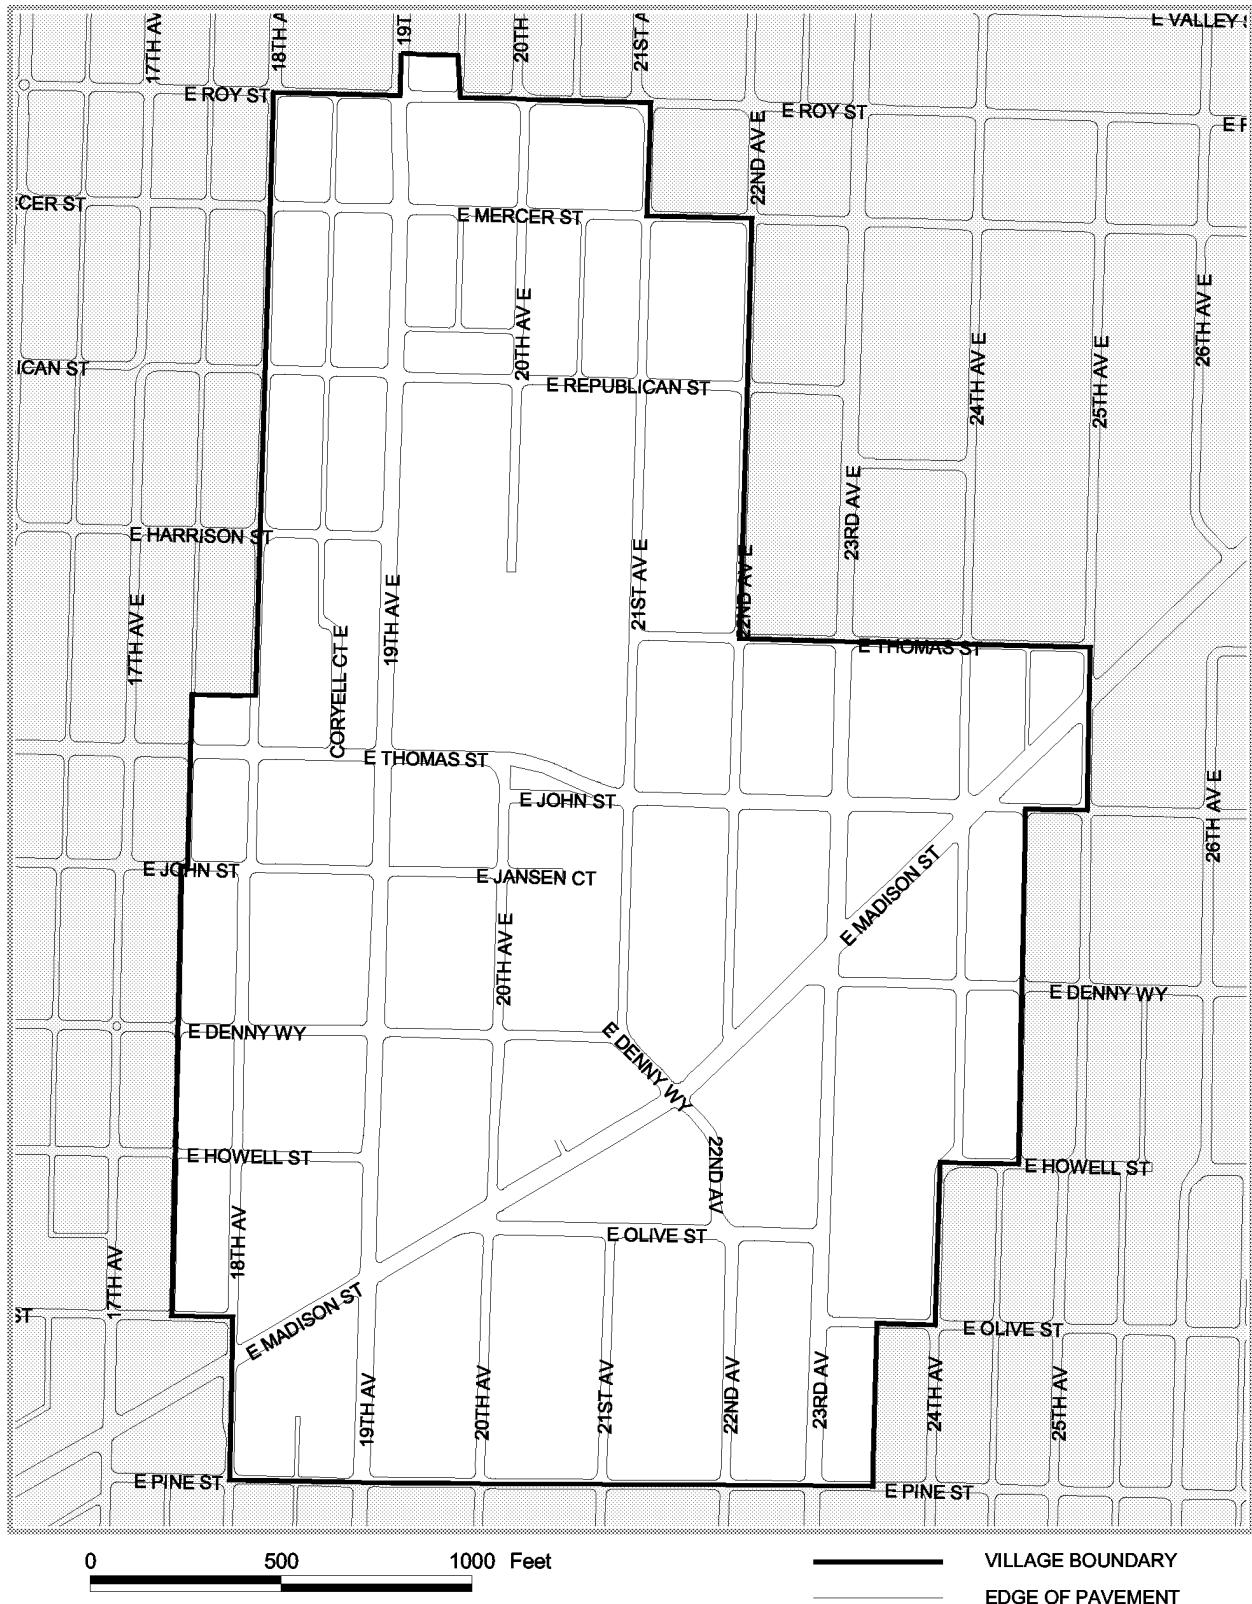 17TH AV
18TH A
19T
20TH
21ST A
E VALLEY
E ROY ST
E ROY ST
22ND AV E
RCER ST
E MERCER ST
20TH AV E
26TH AV E
ICAN ST
E REPUBLICAN ST
24TH AV E
25TH AV E
23RD AV E
E HARRISON ST
21ST AV E
22ND AV E
17TH AV E
19TH AV E
CORYELL CT E
E THOMAS ST
E THOMAS ST
E JOHN ST
26TH AV E
E JOHN ST
E JANSEN CT
E MADISON ST
20TH AV E
E DENNY WY
E DENNY WY
E DENNY WY
E HOWELL ST
22ND AV
E HOWELL ST
18TH AV
17TH AV
E OLIVE ST
ST
E MADISON ST
E OLIVE ST
19TH AV
20TH AV
21ST AV
22ND AV
23RD AV
24TH AV
25TH AV
E PINE ST
E PINE ST
0 500 1000 Feet
VILLAGE BOUNDARY
EDGE OF PAVEMENT